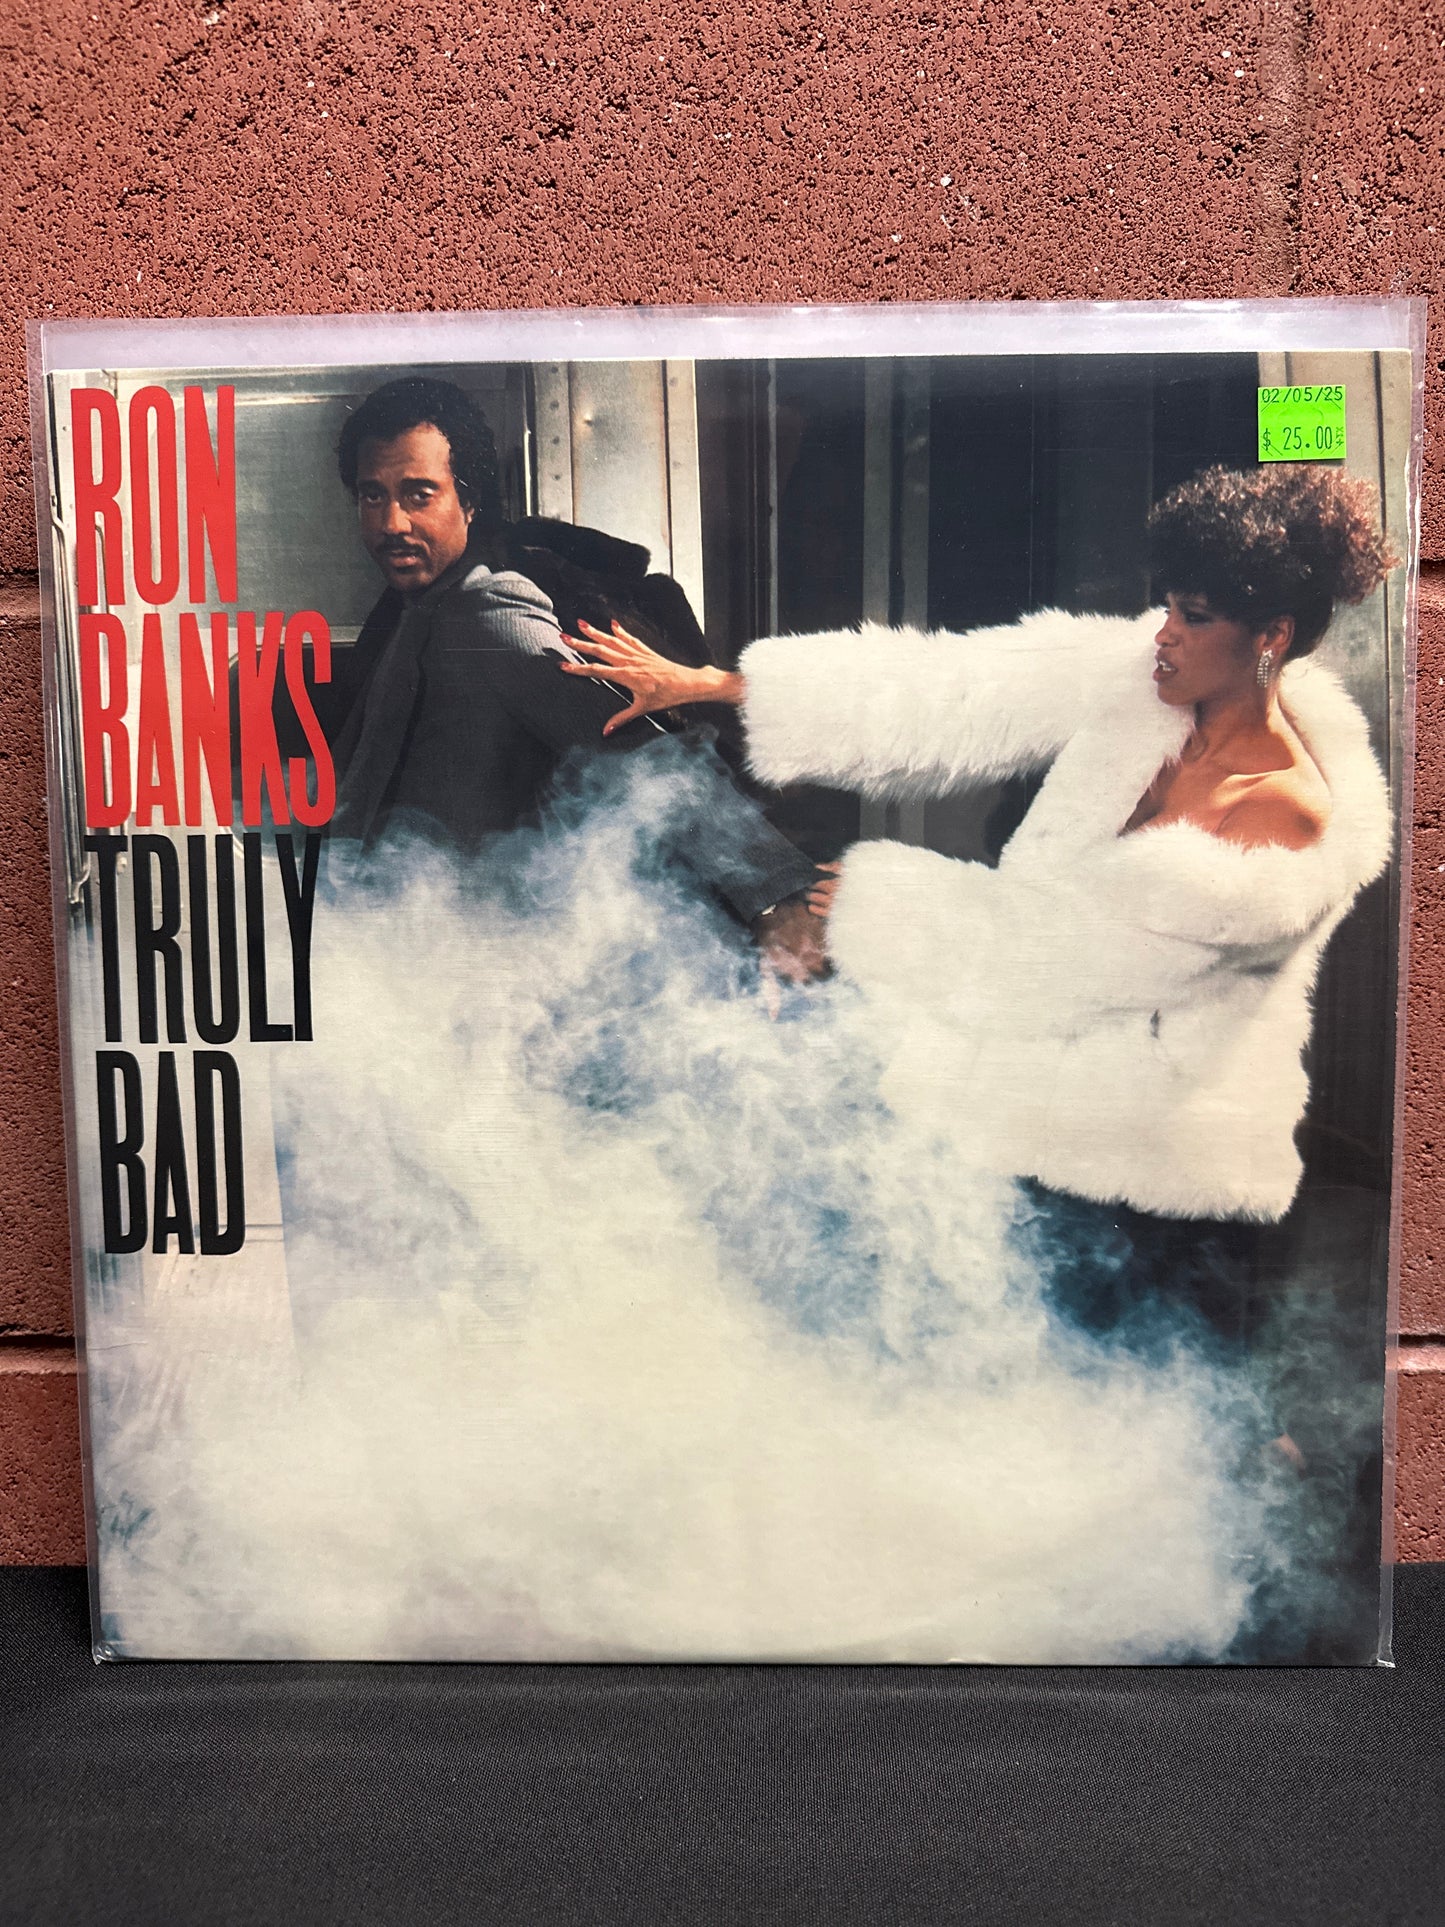 RON
BANKS
TRULY
BAD
02/05/25
$ 25.00